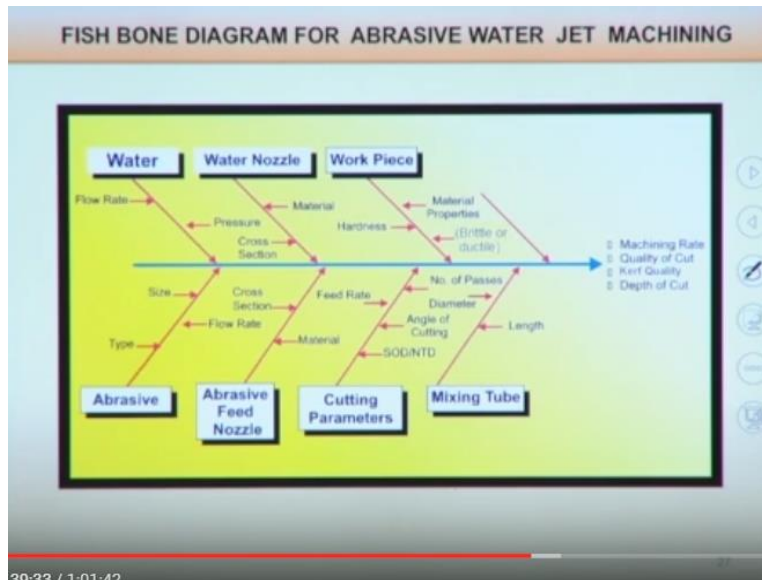 FISH BONE DIAGRAM FOR ABRASIVE WATER JET MACHINING
Water
Water Nozzle
Work Piece
Flow Rate
Pressure
Material
Cross
Section
Material
Properties
Hardness
(Brittle or
ductile)
Machining Rate
Quality of Cut
Kerf Quality
Depth of Cut
Size
Flow Rate
Type
Cross
Section
Material
Feed Rate
No. of Passes
Angle of
Cutting
SOD/NTD
Diameter
Length
Abrasive
Abrasive
Feed
Nozzle
Cutting
Parameters
Mixing Tube
27
39:33 / 1:01:42